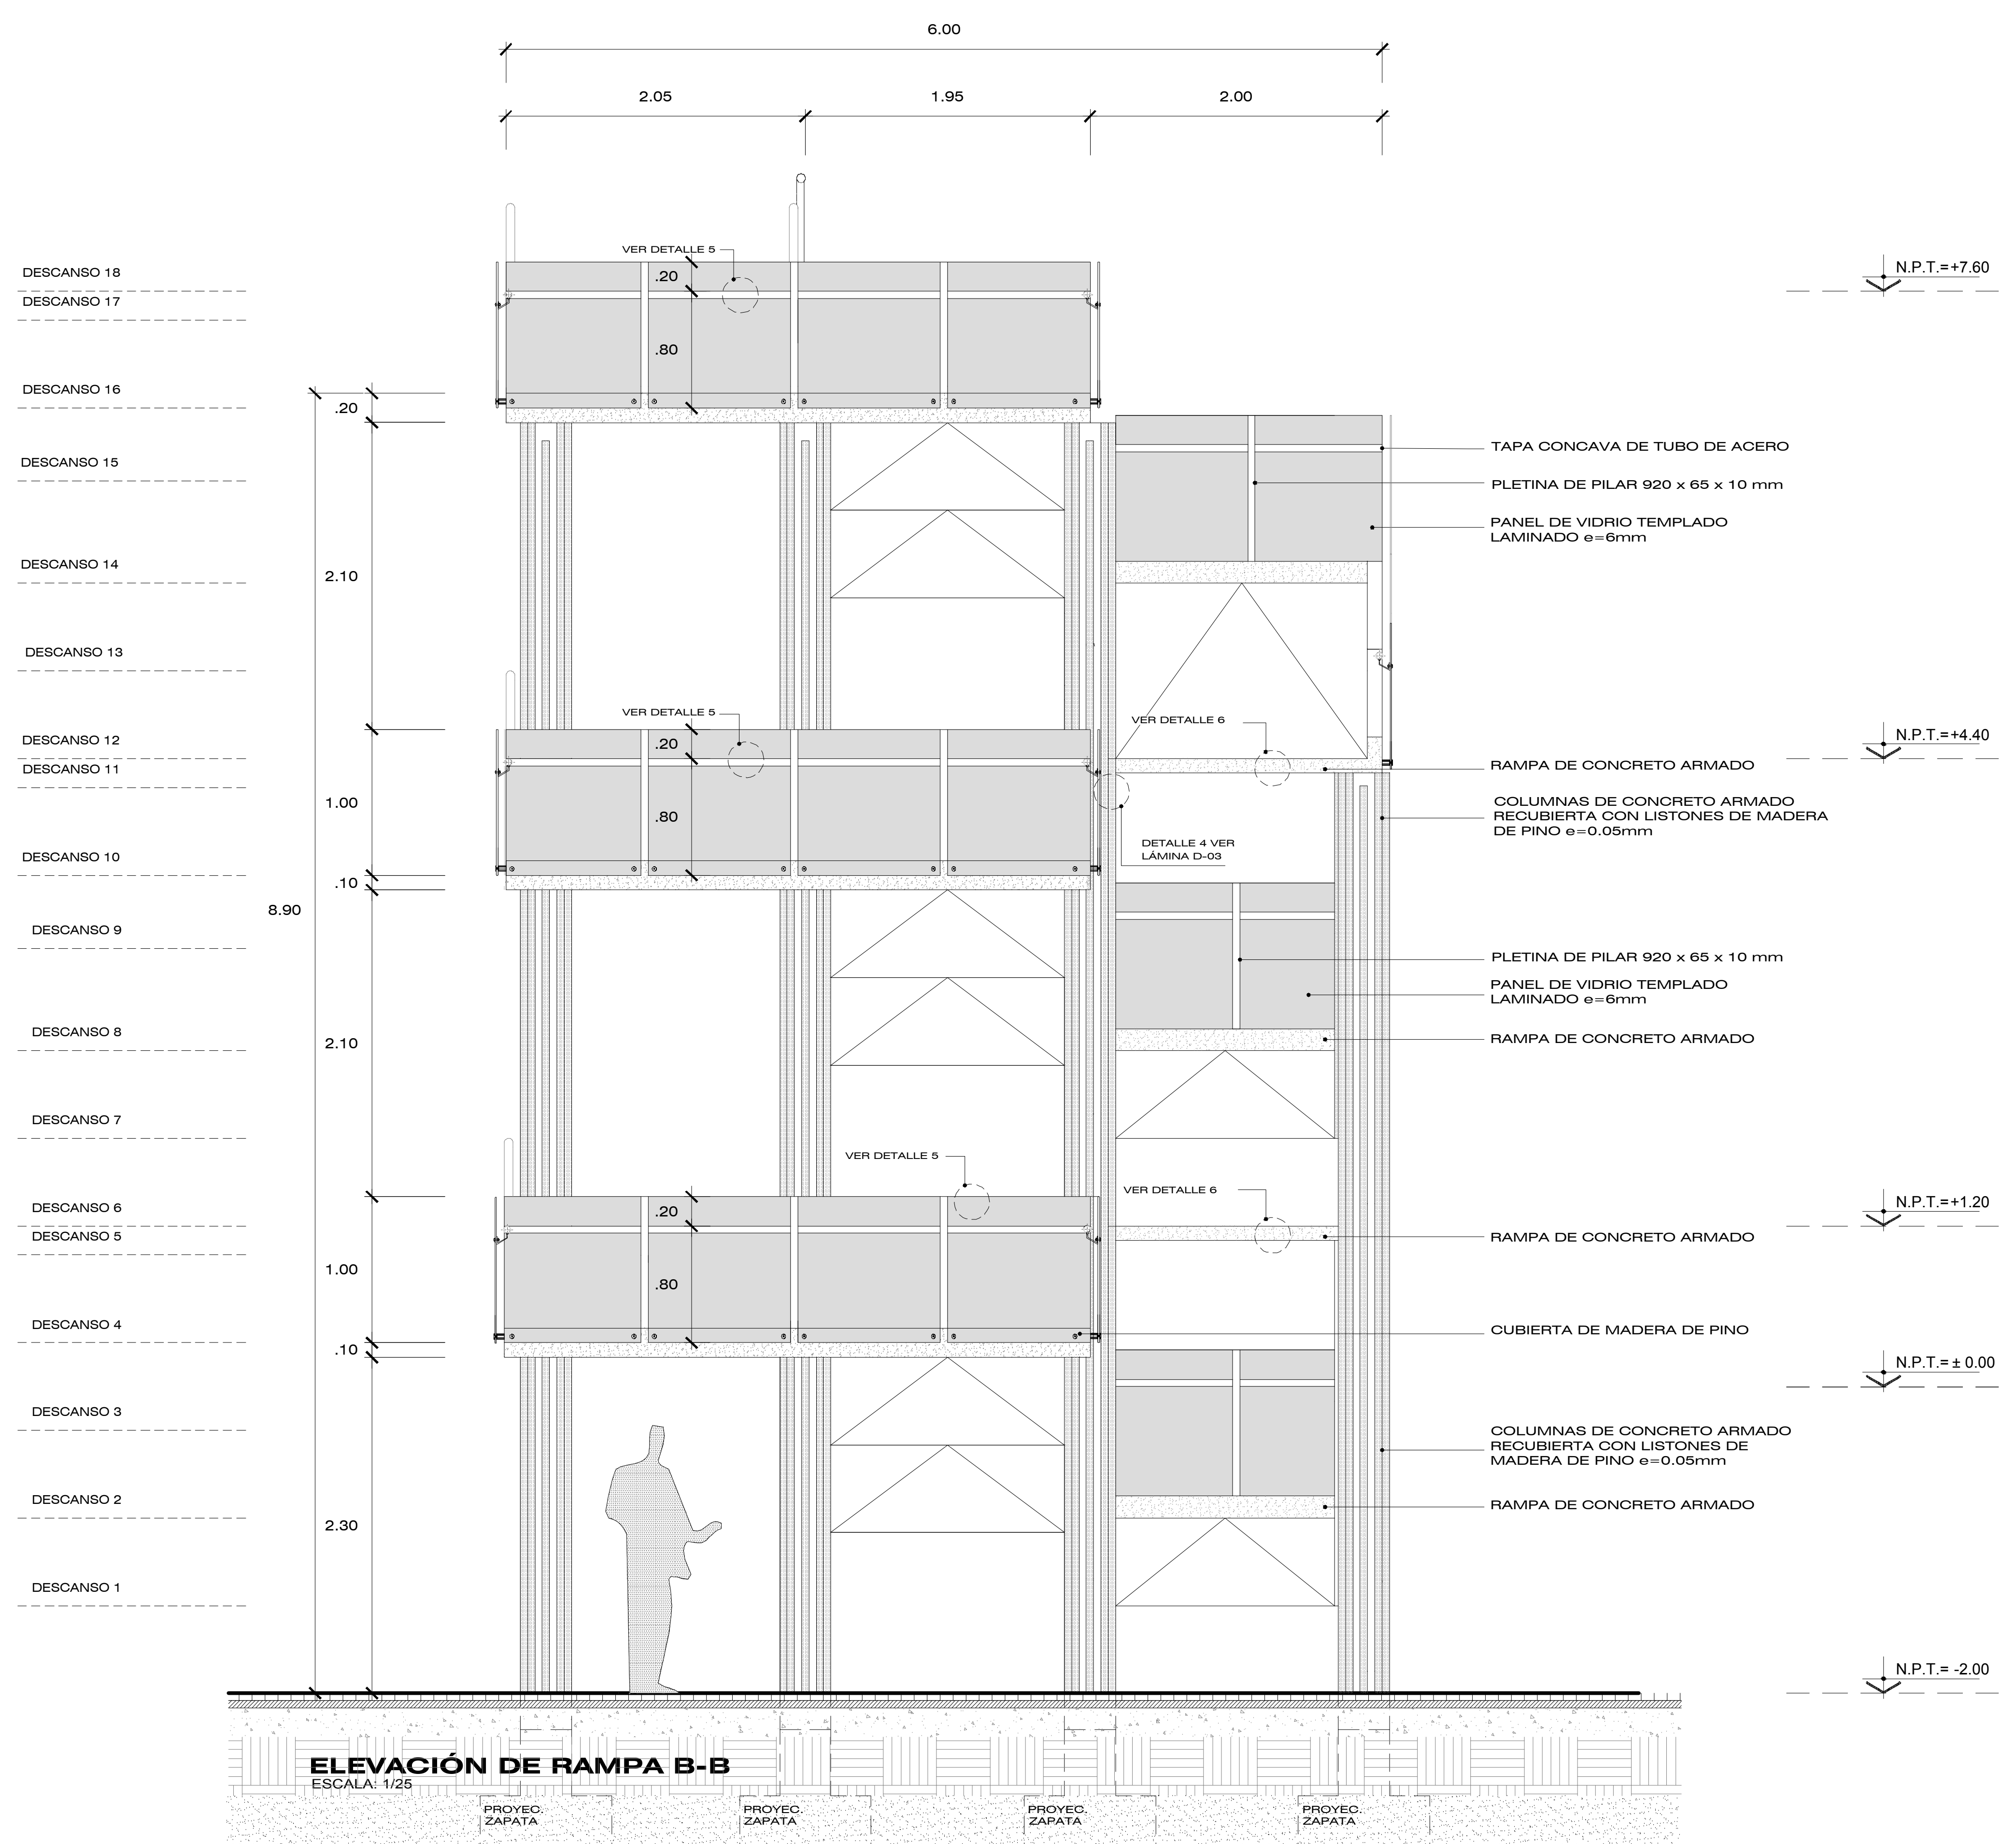 6.00
2.05
1.95
2.00
VER DETALLE 5
.20
.80
DESCANSO 18
DESCANSO 17
DESCANSO 16
DESCANSO 15
DESCANSO 14
DESCANSO 13
DESCANSO 12
DESCANSO 11
DESCANSO 10
DESCANSO 9
DESCANSO 8
DESCANSO 7
DESCANSO 6
DESCANSO 5
DESCANSO 4
DESCANSO 3
DESCANSO 2
DESCANSO 1
8.90
.20
2.10
1.00
.10
2.10
1.00
.10
2.30
VER DETALLE 5
.20
.80
VER DETALLE 5
.20
.80
VER DETALLE 6
DETALLE 4 VER
LÁMINA D-03
VER DETALLE 6
TAPA CONCAVA DE TUBO DE ACERO
PLETINA DE PILAR 920 x 65 x 10 mm
PANEL DE VIDRIO TEMPLADO
LAMINADO e=6mm
RAMPA DE CONCRETO ARMADO
COLUMNAS DE CONCRETO ARMADO
RECUBIERTA CON LISTONES DE MADERA
DE PINO e=0.05mm
PLETINA DE PILAR 920 x 65 x 10 mm
PANEL DE VIDRIO TEMPLADO
LAMINADO e=6mm
RAMPA DE CONCRETO ARMADO
RAMPA DE CONCRETO ARMADO
CUBIERTA DE MADERA DE PINO
COLUMNAS DE CONCRETO ARMADO
RECUBIERTA CON LISTONES DE
MADERA DE PINO e=0.05mm
RAMPA DE CONCRETO ARMADO
N.P.T.=+7.60
N.P.T.=+4.40
N.P.T.=+1.20
N.P.T.= ± 0.00
N.P.T.= -2.00
ELEVACIÓN DE RAMPA B-B
ESCALA: 1/25
PROYEC.
ZAPATA
PROYEC.
ZAPATA
PROYEC.
ZAPATA
PROYEC.
ZAPATA